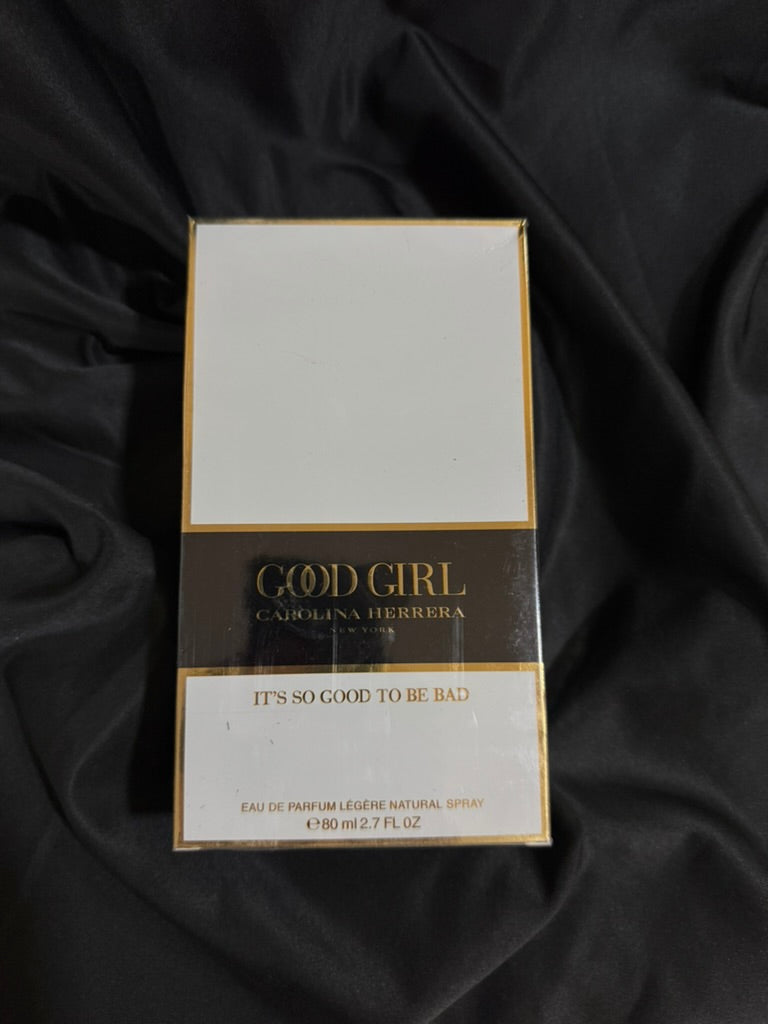 GOOD GIRL
CAROLINA HERRERA
NEW YORK
IT'S SO GOOD TO BE BAD
EAU DE PARFUM LÉGÈRE NATURAL SPRAY
℮80 ml 2.7 FL OZ